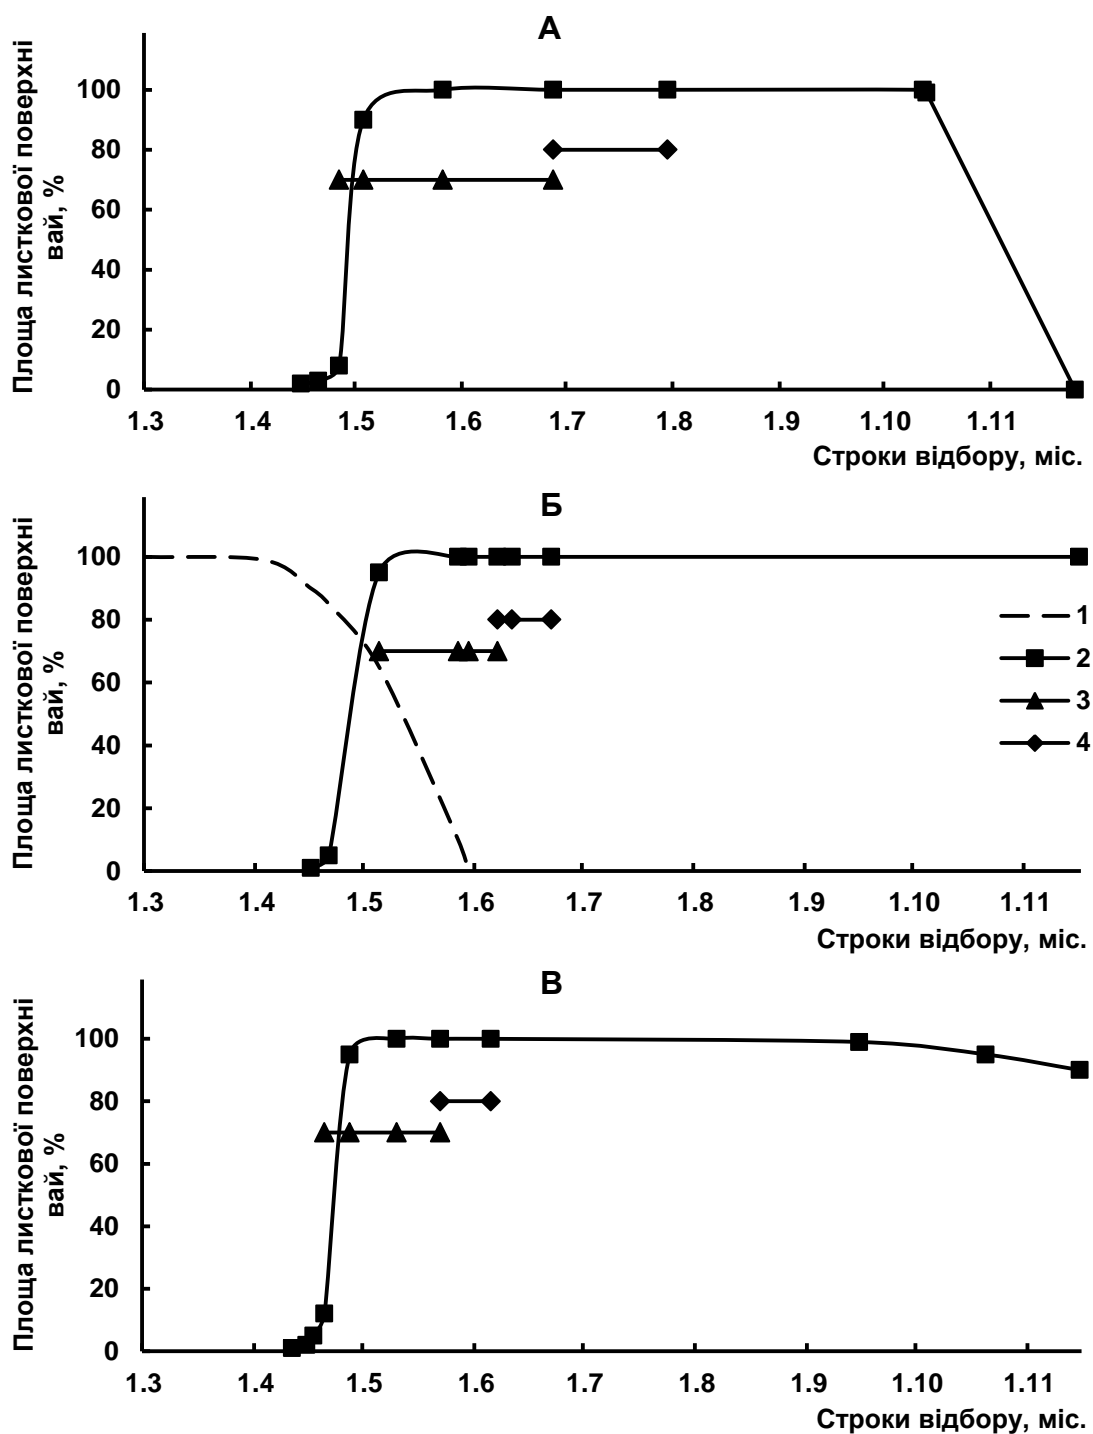 А
Площа листкової поверхні
вай, %
100
80
60
40
20
0
1.3 1.4 1.5 1.6 1.7 1.8 1.9 1.10 1.11
Строки відбору, міс.
Б
Площа листкової поверхні
вай, %
100
80
60
40
20
0
1
2
3
4
1.3 1.4 1.5 1.6 1.7 1.8 1.9 1.10 1.11
Строки відбору, міс.
В
Площа листкової поверхні
вай, %
100
80
60
40
20
0
1.3 1.4 1.5 1.6 1.7 1.8 1.9 1.10 1.11
Строки відбору, міс.